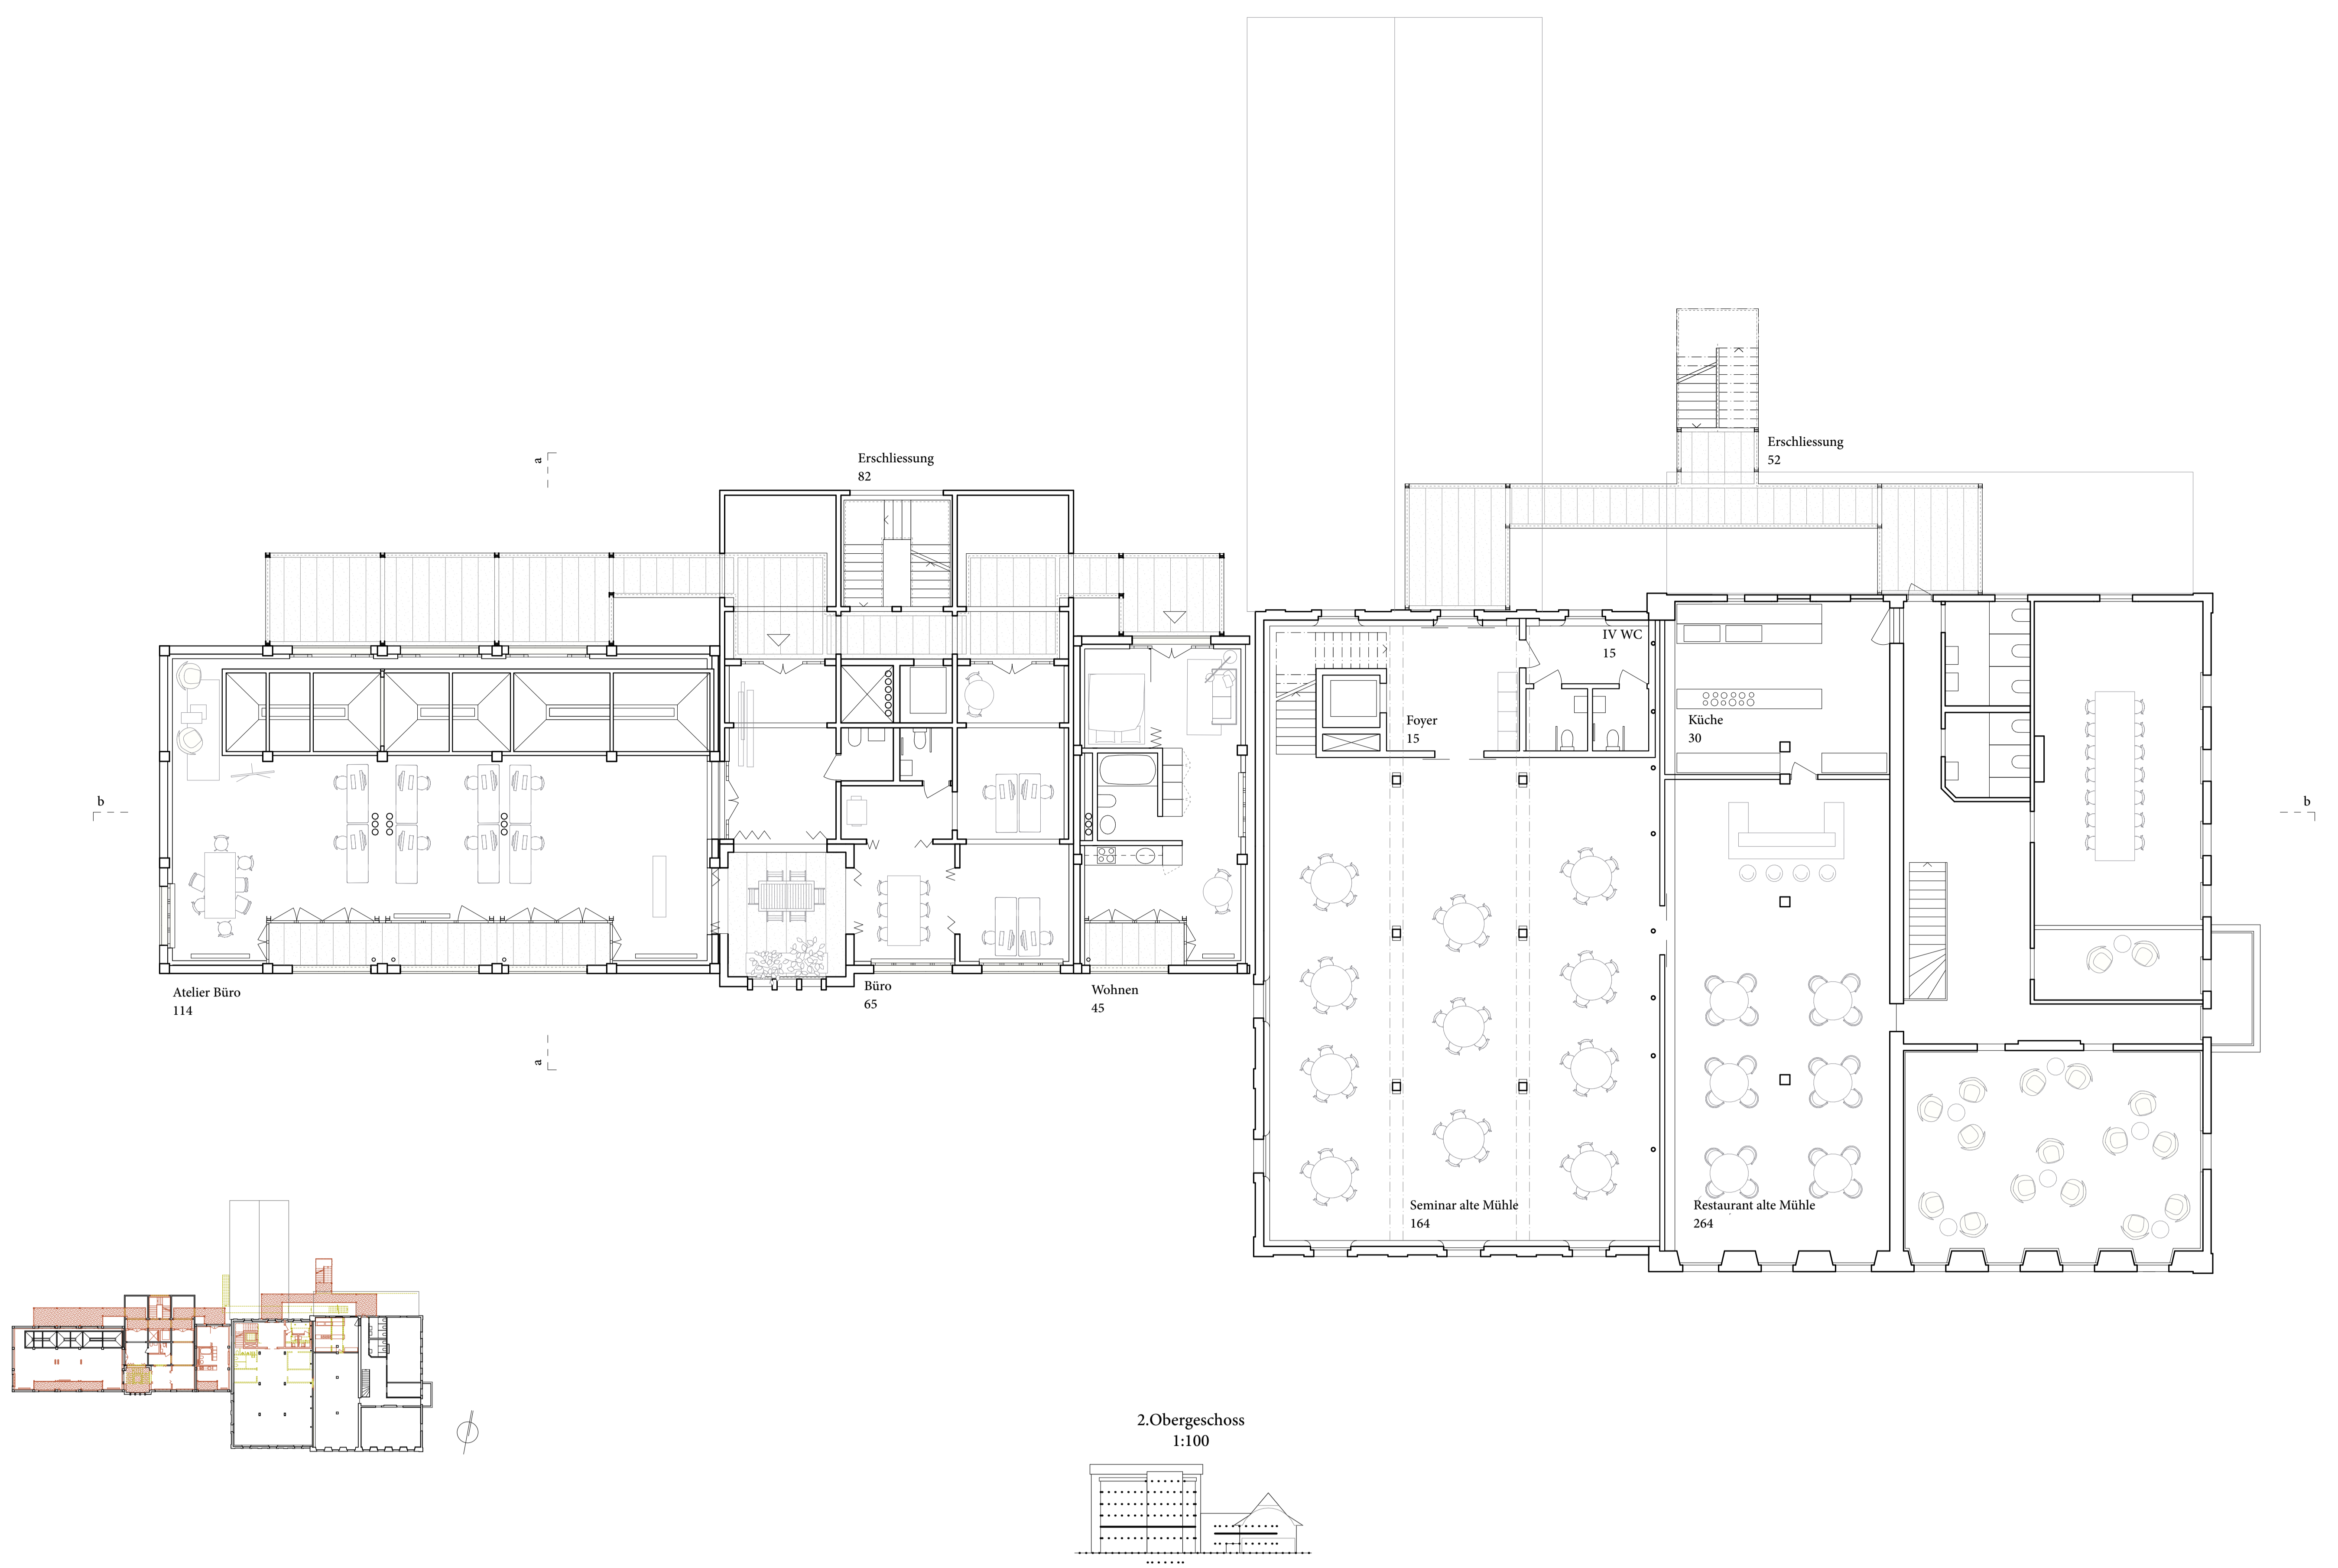 Erschliessung
52
a
Erschliessung
82
IV WC
15
Foyer
15
Küche
30
b
b
Büro
65
Wohnen
45
Atelier Büro
114
a
Seminar alte Mühle
164
Restaurant alte Mühle
264
2.Obergeschoss
1:100